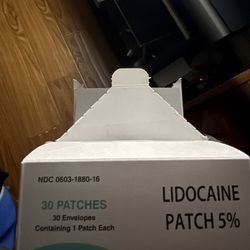 NDC 0603-1880-16
30 PATCHES
30 Envelopes
Containing 1 Patch Each
LIDOCAINE
PATCH 5%